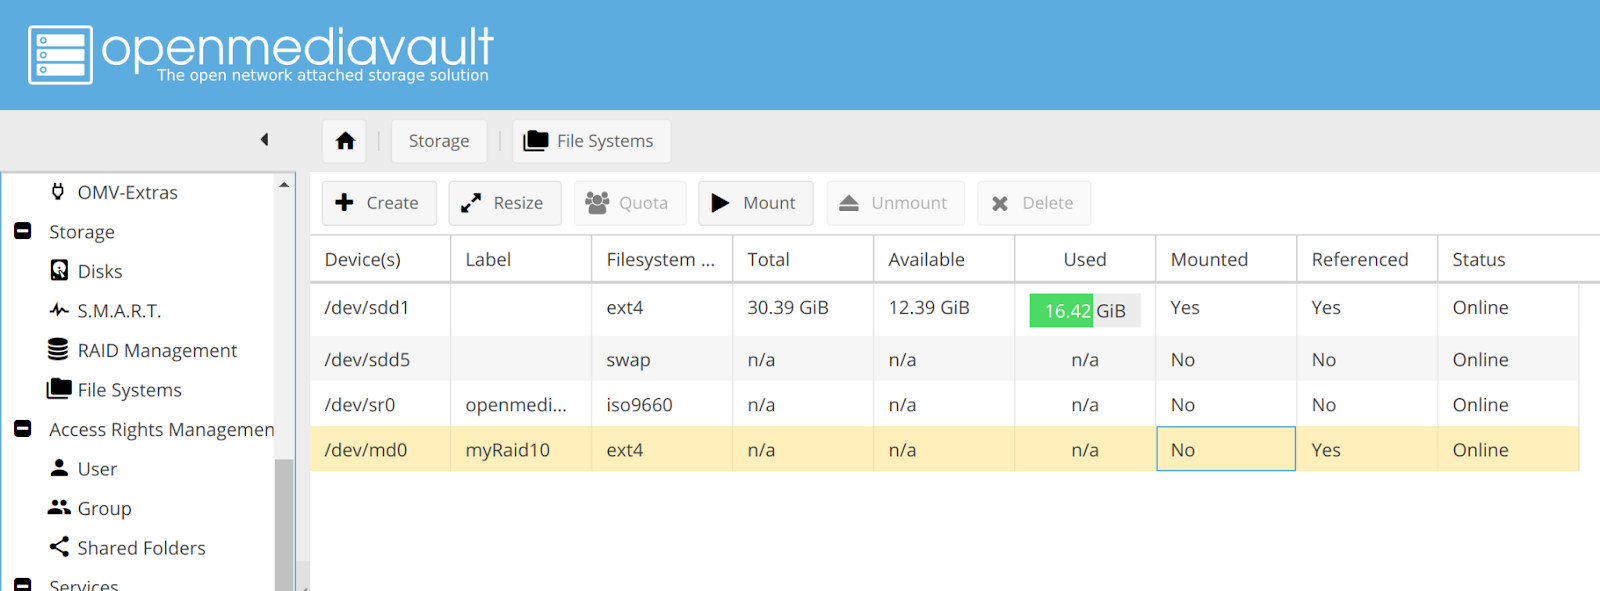 openmediavault
The open network attached storage solution
Storage
File Systems
OMV-Extras
Storage
Disks
S.M.A.R.T.
RAID Management
File Systems
Access Rights Managemen
User
Group
Shared Folders
Services
Create Resize Quota Mount Unmount Delete
Device(s) Label Filesystem ... Total Available Used Mounted Referenced Status
/dev/sdd1 ext4 30.39 GiB 12.39 GiB 16.42 GiB Yes Yes Online
/dev/sdd5 swap n/a n/a n/a No No Online
/dev/sr0 openmedi... iso9660 n/a n/a n/a No No Online
/dev/md0 myRaid10 ext4 n/a n/a n/a No Yes Online